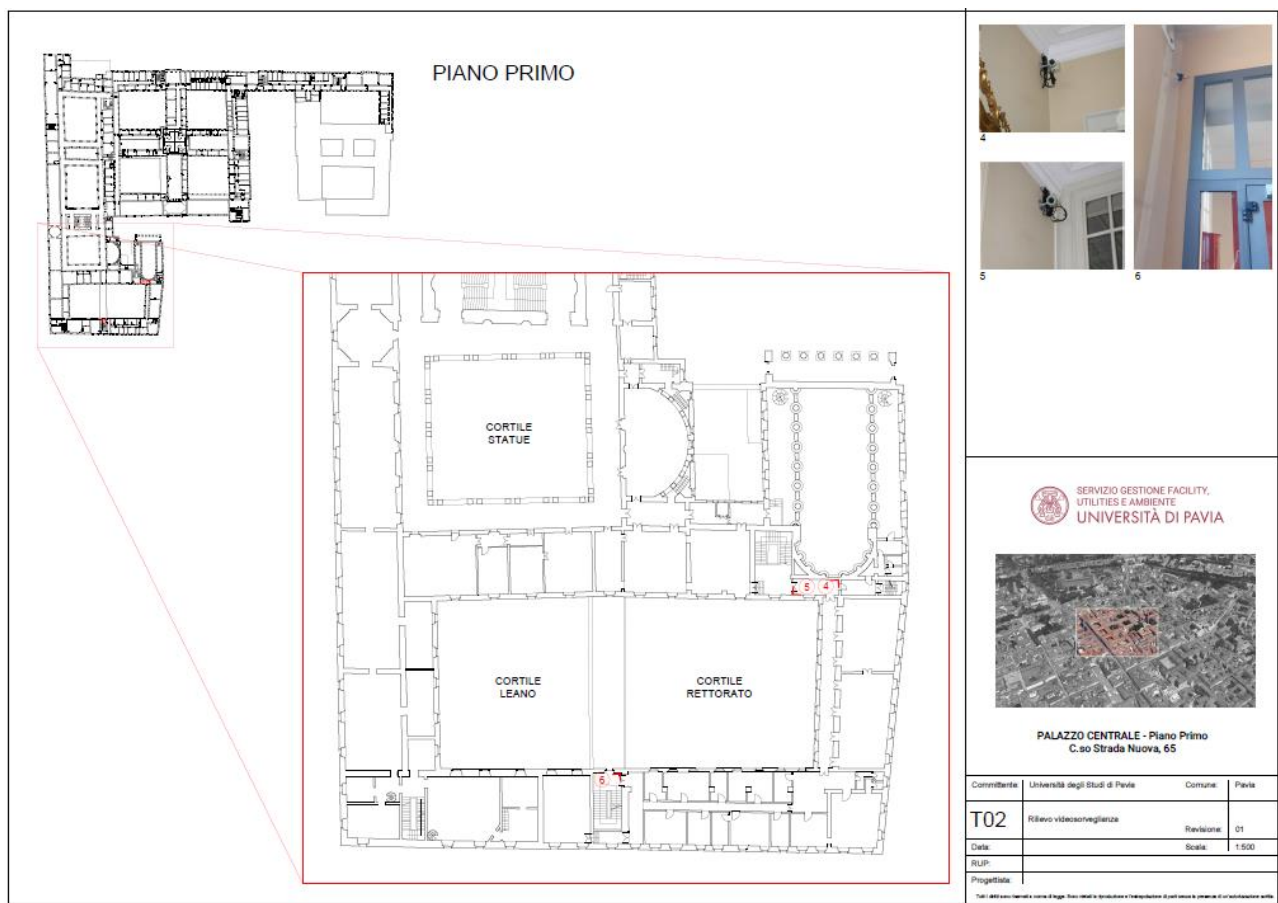 PIANO PRIMO
4
5
6
CORTILE
STATUE
5
4
CORTILE
LEANO
CORTILE
RETTORATO
6
SERVIZIO GESTIONE FACILITY,
UTILITIES E AMBIENTE
UNIVERSITÀ DI PAVIA
PALAZZO CENTRALE - Piano Primo
C.so Strada Nuova, 65
Committente: Università degli Studi di Pavia Comune: Pavia
T02 Rilievo videosorveglianza Revisione: 01
Data: Scala: 1:500
RUP:
Progettista: